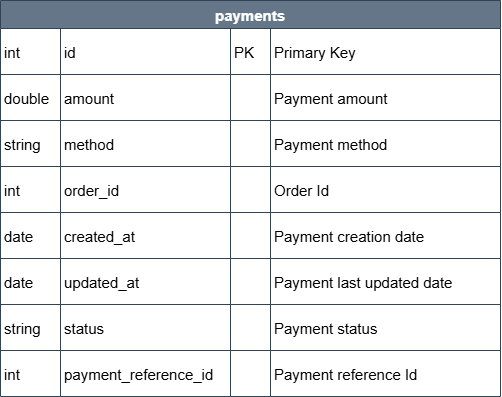 payments
int id PK Primary Key
double amount Payment amount
string method Payment method
int order_id Order Id
date created_at Payment creation date
date updated_at Payment last updated date
string status Payment status
int payment_reference_id Payment reference Id